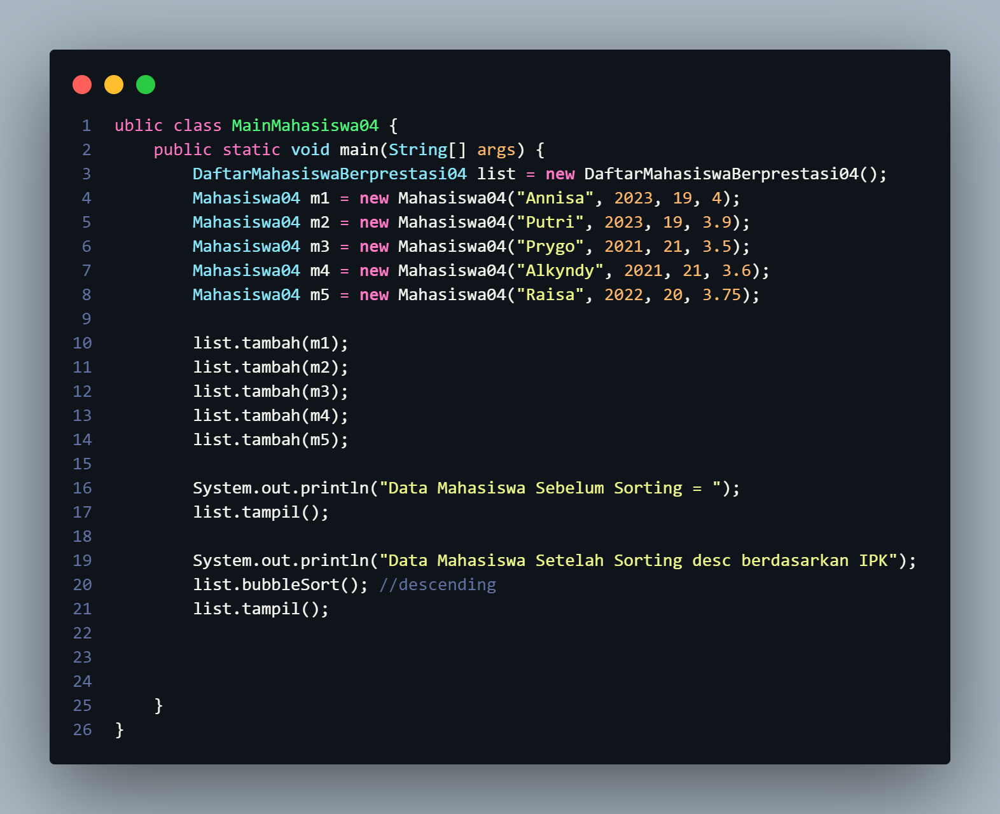 1 ublic class MainMahasiswa04 {
2     public static void main(String[] args) {
3         DaftarMahasiswaBerprestasi04 list = new DaftarMahasiswaBerprestasi04();
4         Mahasiswa04 m1 = new Mahasiswa04("Annisa", 2023, 19, 4);
5         Mahasiswa04 m2 = new Mahasiswa04("Putri", 2023, 19, 3.9);
6         Mahasiswa04 m3 = new Mahasiswa04("Prygo", 2021, 21, 3.5);
7         Mahasiswa04 m4 = new Mahasiswa04("Alkyndy", 2021, 21, 3.6);
8         Mahasiswa04 m5 = new Mahasiswa04("Raisa", 2022, 20, 3.75);
9
10         list.tambah(m1);
11         list.tambah(m2);
12         list.tambah(m3);
13         list.tambah(m4);
14         list.tambah(m5);
15
16         System.out.println("Data Mahasiswa Sebelum Sorting = ");
17         list.tampil();
18
19         System.out.println("Data Mahasiswa Setelah Sorting desc berdasarkan IPK");
20         list.bubbleSort(); //descending
21         list.tampil();
22
23
24
25     }
26 }